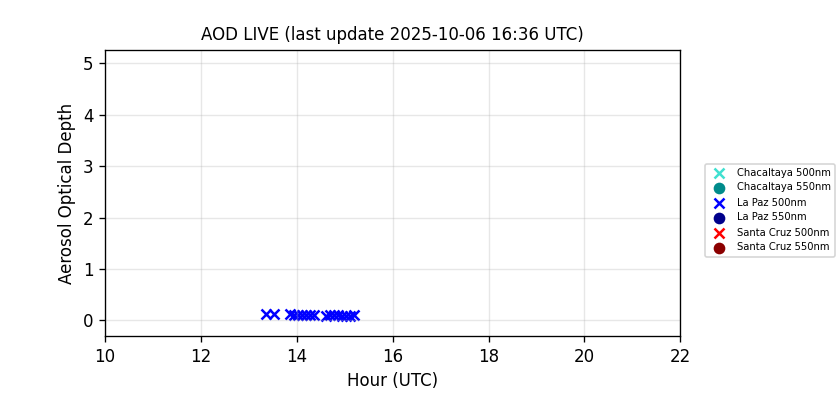 AOD LIVE (last update 2025-10-06 16:36 UTC)
Aerosol Optical Depth
5
4
3
2
1
0
10 12 14 16 18 20 22
Hour (UTC)
Chacaltaya 500nm
Chacaltaya 550nm
La Paz 500nm
La Paz 550nm
Santa Cruz 500nm
Santa Cruz 550nm